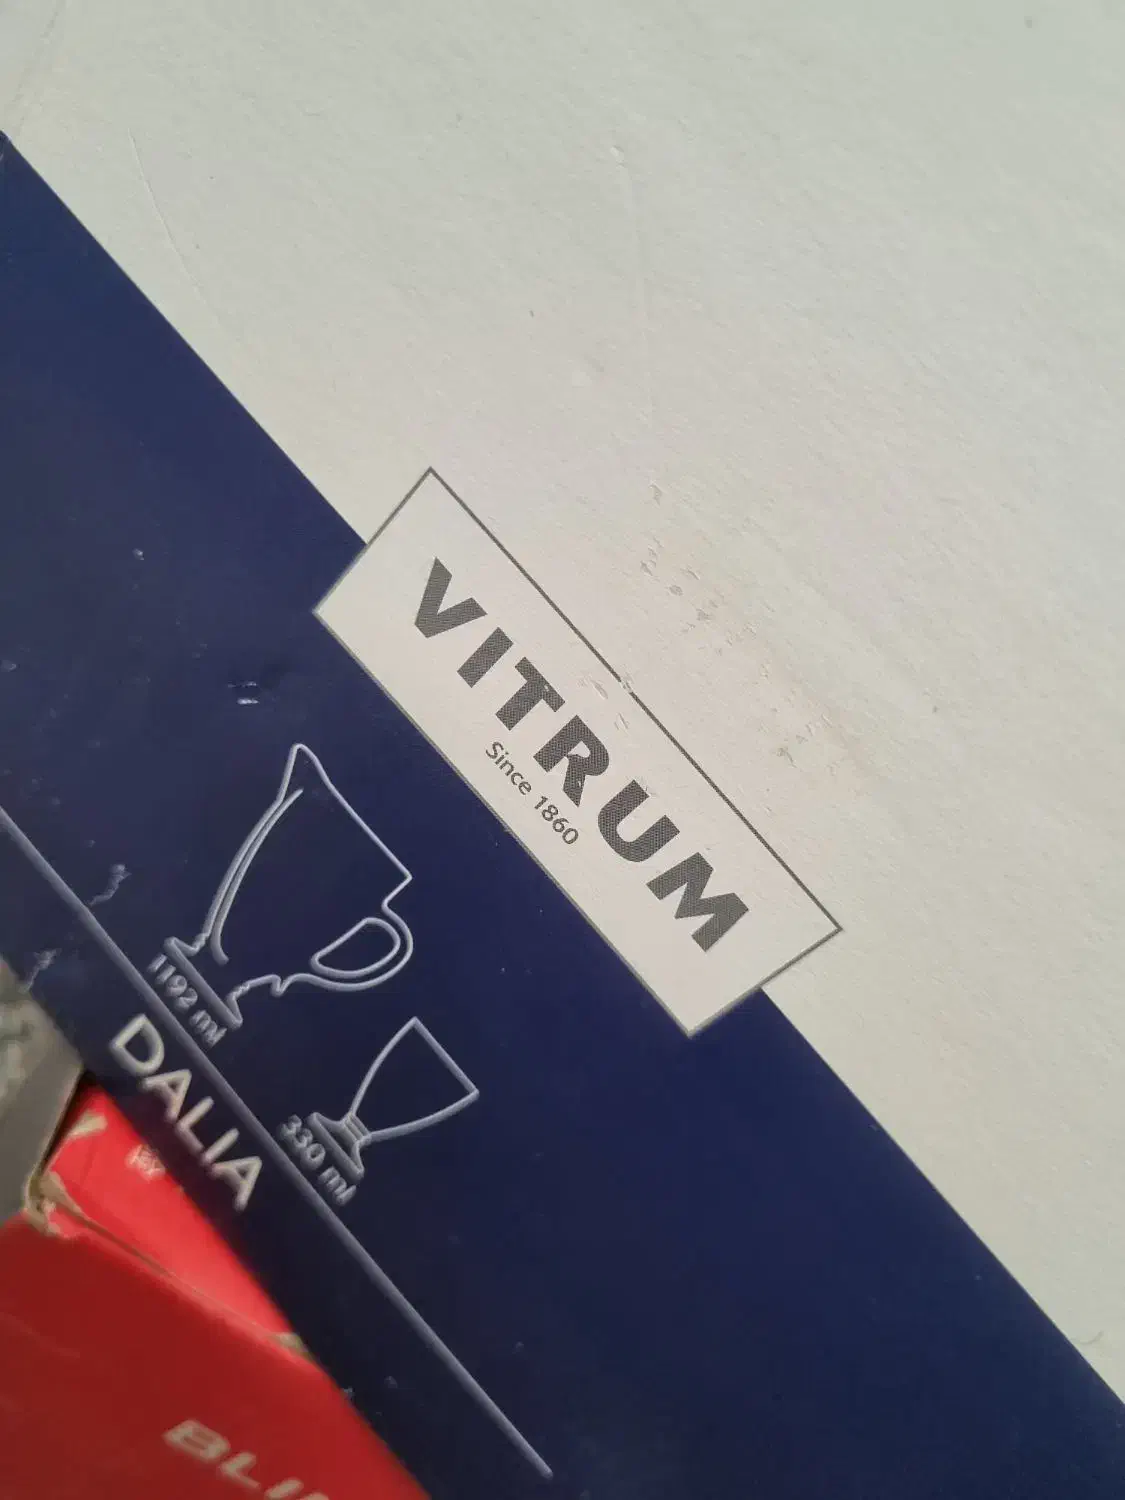 VITRUM
Since 1860
1192 ml
330 ml
DALIA